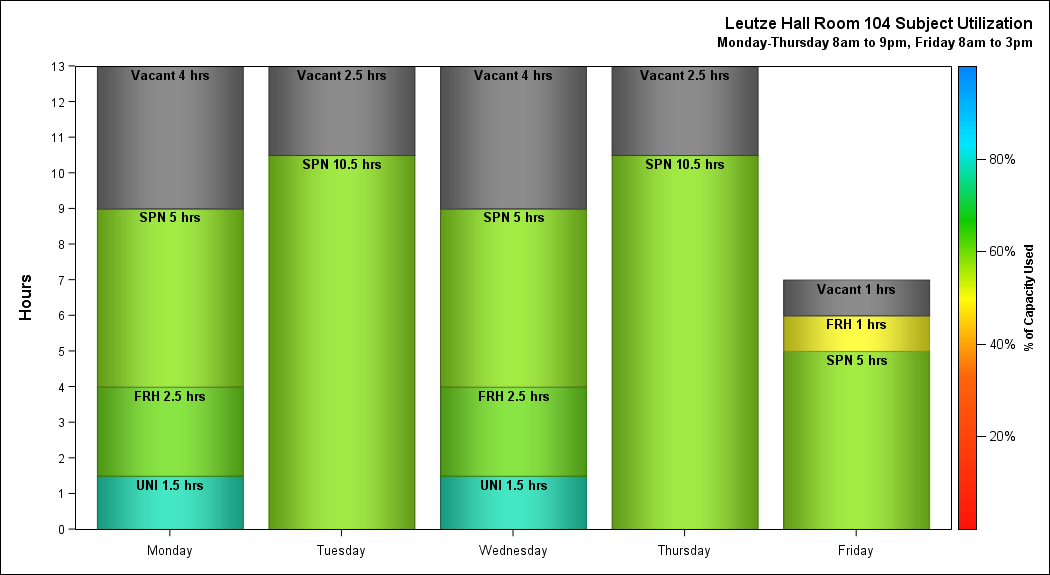 Leutze Hall Room 104 Subject Utilization
Monday-Thursday 8am to 9pm, Friday 8am to 3pm
Hours
13
12
11
10
9
8
7
6
5
4
3
2
1
0
Vacant 4 hrs
SPN 5 hrs
FRH 2.5 hrs
UNI 1.5 hrs
Vacant 2.5 hrs
SPN 10.5 hrs
Vacant 4 hrs
SPN 5 hrs
FRH 2.5 hrs
UNI 1.5 hrs
Vacant 2.5 hrs
SPN 10.5 hrs
Vacant 1 hrs
FRH 1 hrs
SPN 5 hrs
Monday
Tuesday
Wednesday
Thursday
Friday
80%
60%
40%
20%
% of Capacity Used